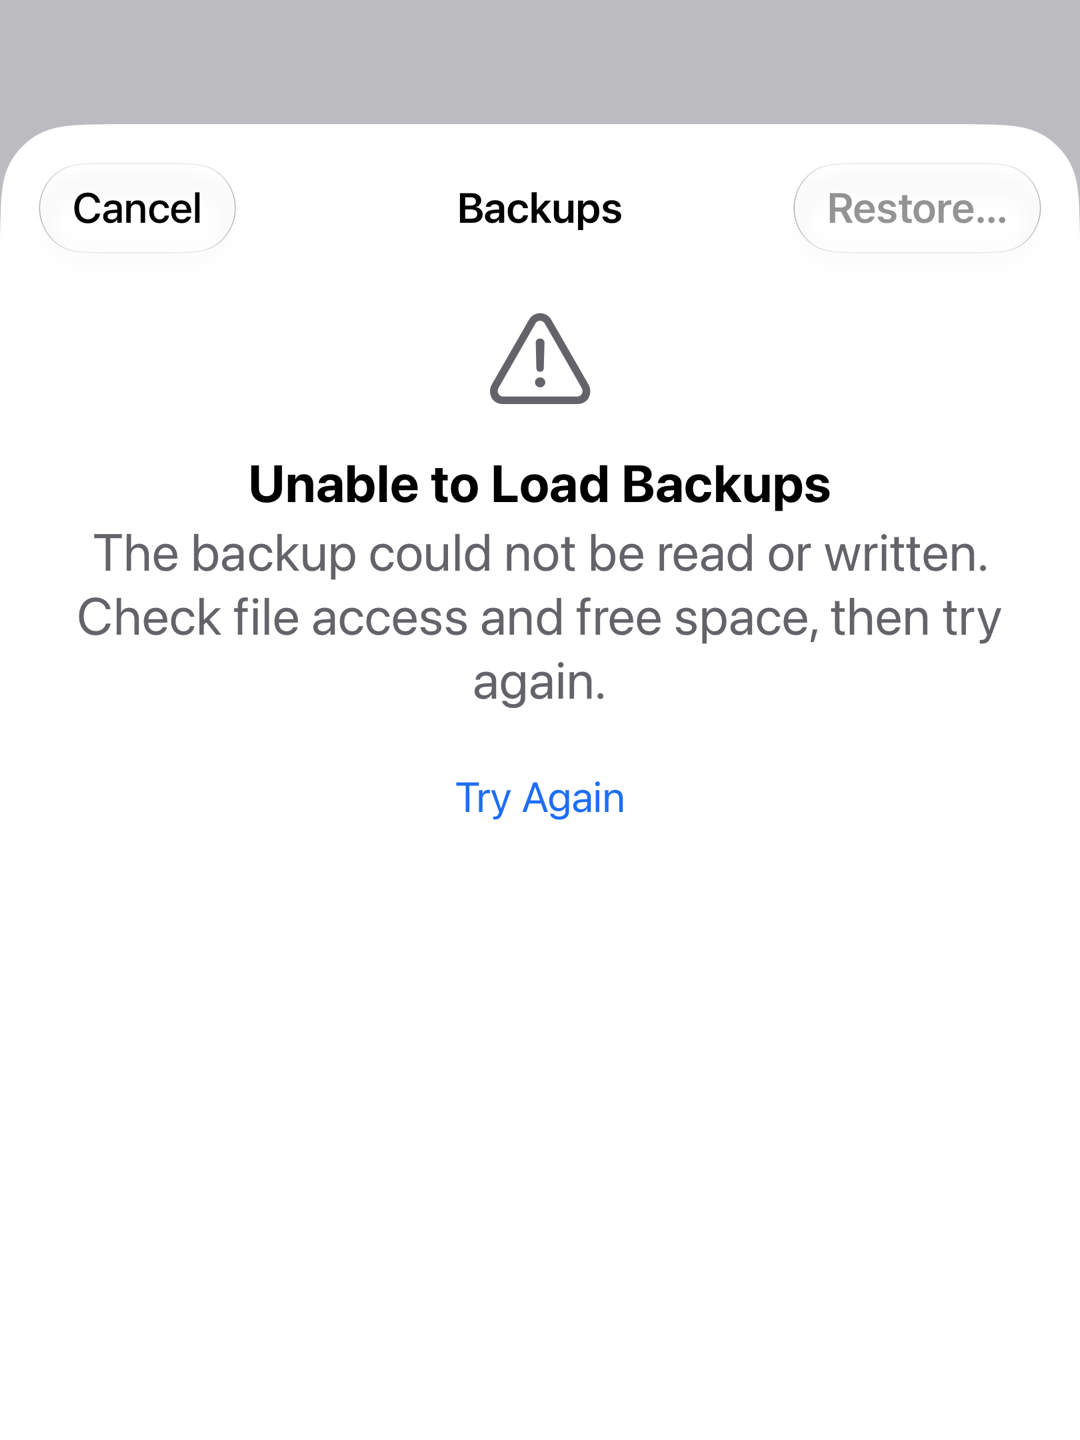 Cancel
Backups
Restore...
Unable to Load Backups
The backup could not be read or written.
Check file access and free space, then try
again.
Try Again